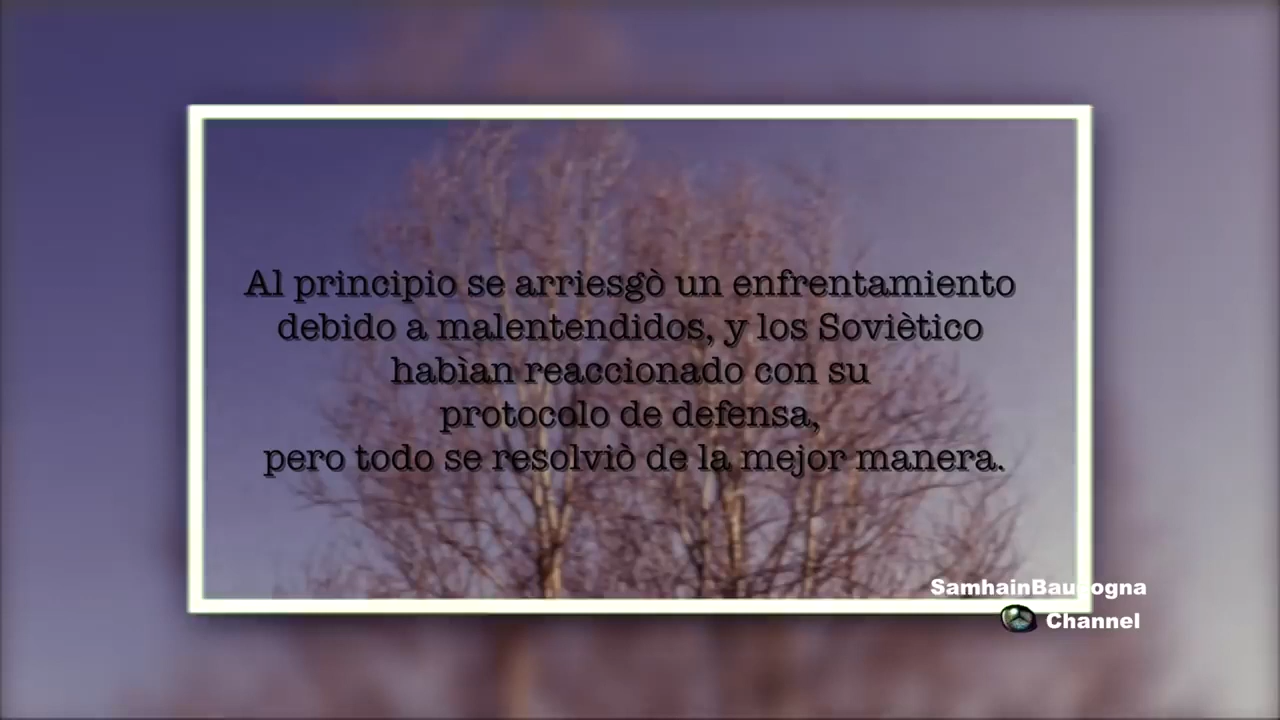 Al principio se arriesgò un enfrentamiento
debido a malentendidos, y los Soviètico
habìan reaccionado con su
protocolo de defensa,
pero todo se resolviò de la mejor manera.
Channel